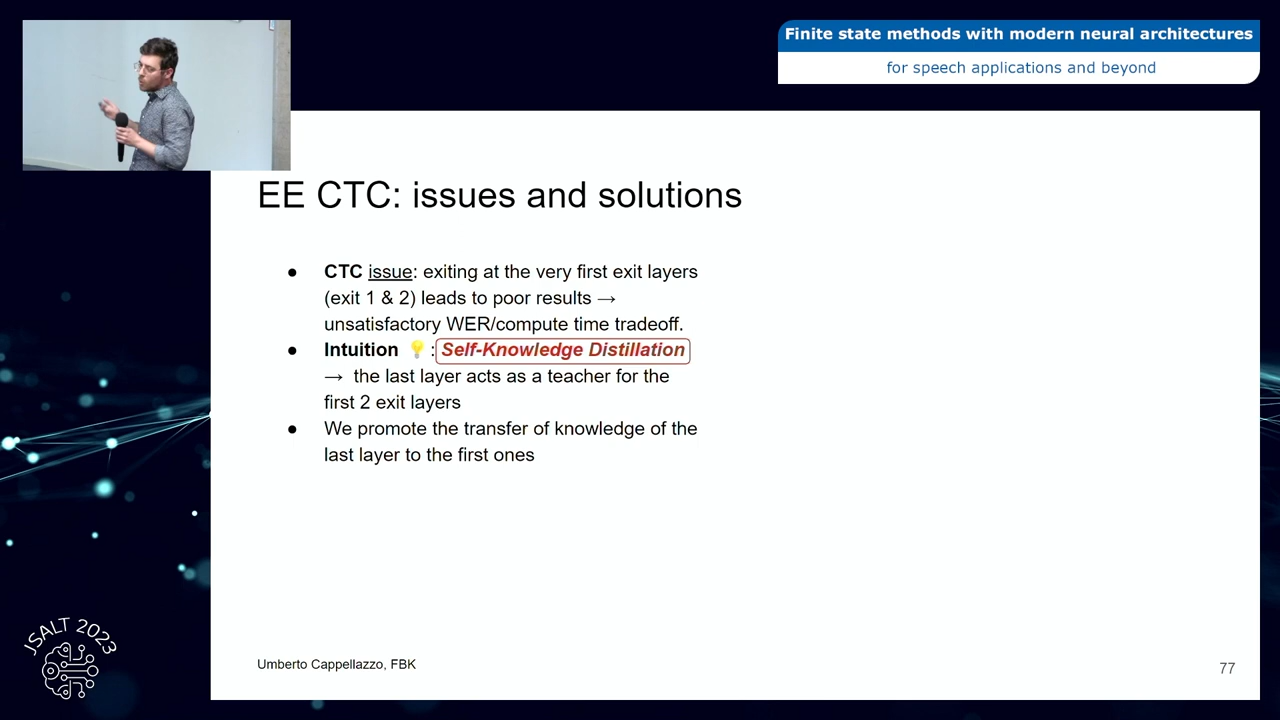 Finite state methods with modern neural architectures
for speech applications and beyond
EE CTC: issues and solutions
● CTC issue: exiting at the very first exit layers
(exit 1 & 2) leads to poor results →
unsatisfactory WER/compute time tradeoff.
● Intuition 💡: Self-Knowledge Distillation
→ the last layer acts as a teacher for the
first 2 exit layers
● We promote the transfer of knowledge of the
last layer to the first ones
JSALT 2023
Umberto Cappellazzo, FBK
77